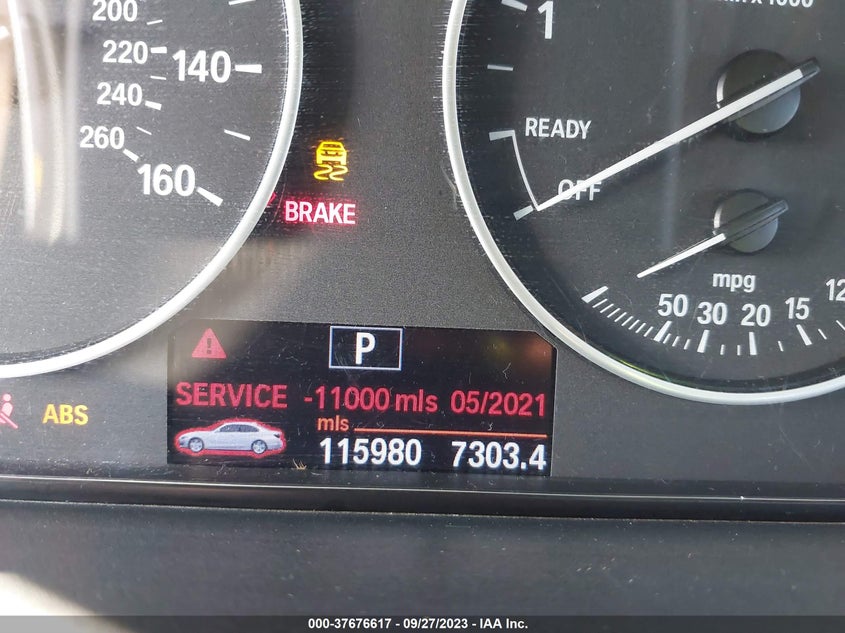 200
220
240
260
140
160
1
READY
OFF
BRAKE
mpg
50 30 20 15 12
P
SERVICE -11000 mls 05/2021
mls
115980 7303.4
ABS
000-37676617 - 09/27/2023 - IAA Inc.